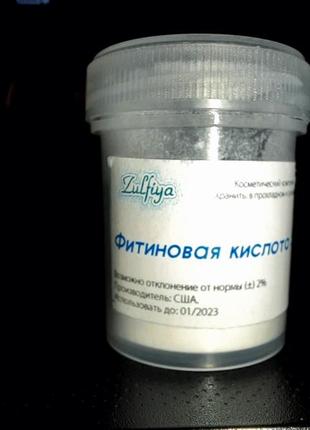 Zulfiya
Косметический
хранить в прохладном
Фитиновая кислота
Возможно отклонение от нормы (±) 2%
Производитель: США,
Использовать до: 01/2023